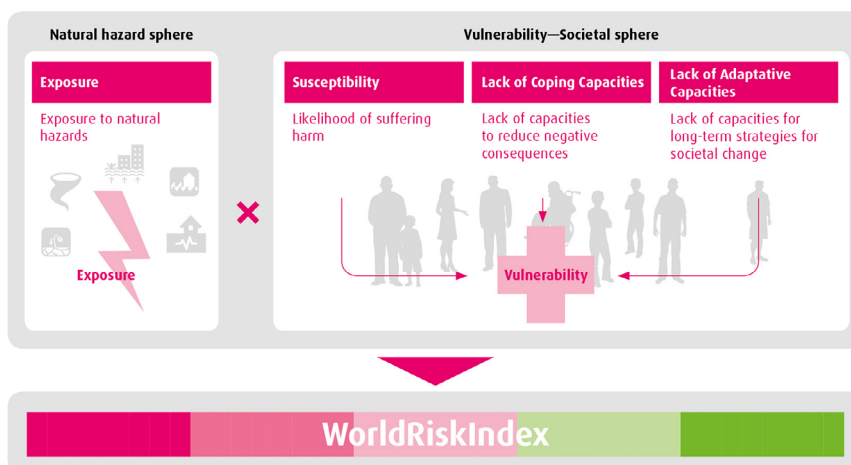 Natural hazard sphere
Vulnerability—Societal sphere
Exposure
Exposure to natural
hazards
Exposure
Susceptibility
Likelihood of suffering
harm
Lack of Coping Capacities
Lack of capacities
to reduce negative
consequences
Lack of Adaptative
Capacities
Lack of capacities for
long-term strategies for
societal change
Vulnerability
WorldRiskIndex